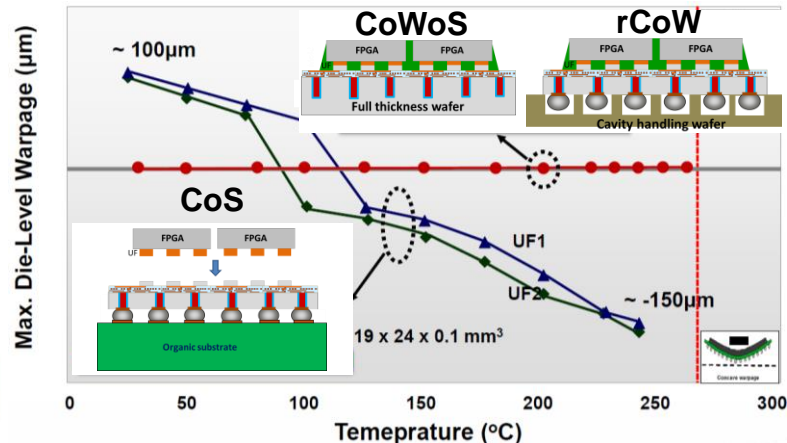 CoWoS
rCoW
~ 100µm
FPGA FPGA
UF
Full thickness wafer
FPGA FPGA
UF
Cavity handling wafer
CoS
FPGA FPGA
UF
Organic substrate
UF1
UF2
~ -150µm
19 x 24 x 0.1 mm³
Concave warpage
Max. Die-Level Warpage (µm)
0 50 100 150 200 250 300
Temeprature (°C)